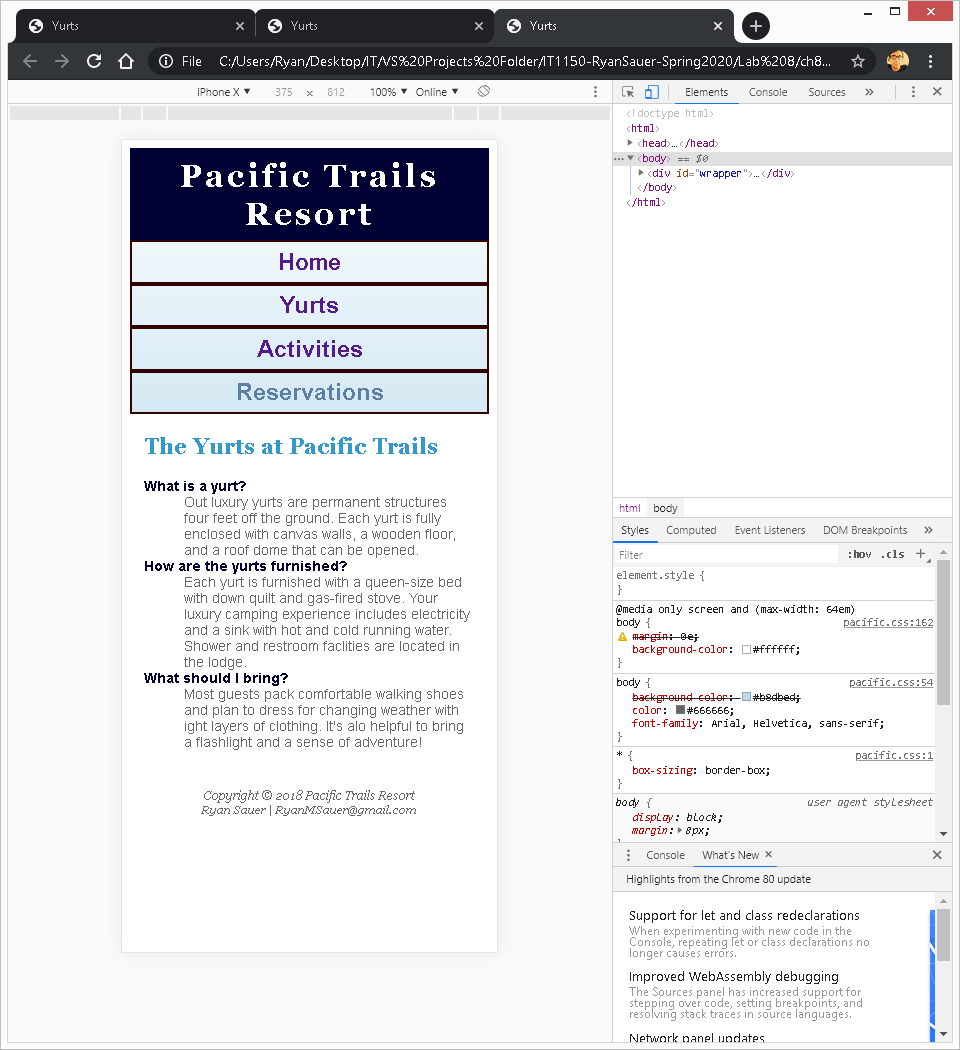 Yurts
Yurts
Yurts
File C:/Users/Ryan/Desktop/IT/VS%20Projects%20Folder/IT1150-RyanSauer-Spring2020/Lab%208/ch8...
iPhone X ▼ 375 × 812 100% ▼ Online ▼
Elements Console Sources »
Pacific Trails
Resort
Home
Yurts
Activities
Reservations
The Yurts at Pacific Trails
What is a yurt?
Out luxury yurts are permanent structures
four feet off the ground. Each yurt is fully
enclosed with canvas walls, a wooden floor,
and a roof dome that can be opened.
How are the yurts furnished?
Each yurt is furnished with a queen-size bed
with down quilt and gas-fired stove. Your
luxury camping experience includes electricity
and a sink with hot and cold running water.
Shower and restroom faclities are located in
the lodge.
What should I bring?
Most guests pack comfortable walking shoes
and plan to dress for changing weather with
ight layers of clothing. It's alo helpful to bring
a flashlight and a sense of adventure!
Copyright © 2018 Pacific Trails Resort
Ryan Sauer | RyanMSauer@gmail.com
<!doctype html>
<html>
<head>…</head>
<body> == $0
<div id="wrapper">…</div>
</body>
</html>
html body
Styles Computed Event Listeners DOM Breakpoints »
Filter :hov .cls +
element.style {
}
@media only screen and (max-width: 64em)
body { pacific.css:162
margin: 0e;
background-color: #ffffff;
}
body { pacific.css:54
background-color: #b8dbed;
color: #666666;
font-family: Arial, Helvetica, sans-serif;
}
* { pacific.css:1
box-sizing: border-box;
}
body { user agent stylesheet
display: block;
margin: 8px;
}
Console What's New ×
Highlights from the Chrome 80 update
Support for let and class redeclarations
When experimenting with new code in the
Console, repeating let or class declarations no
longer causes errors.
Improved WebAssembly debugging
The Sources panel has increased support for
stepping over code, setting breakpoints, and
resolving stack traces in source languages.
Network panel updates